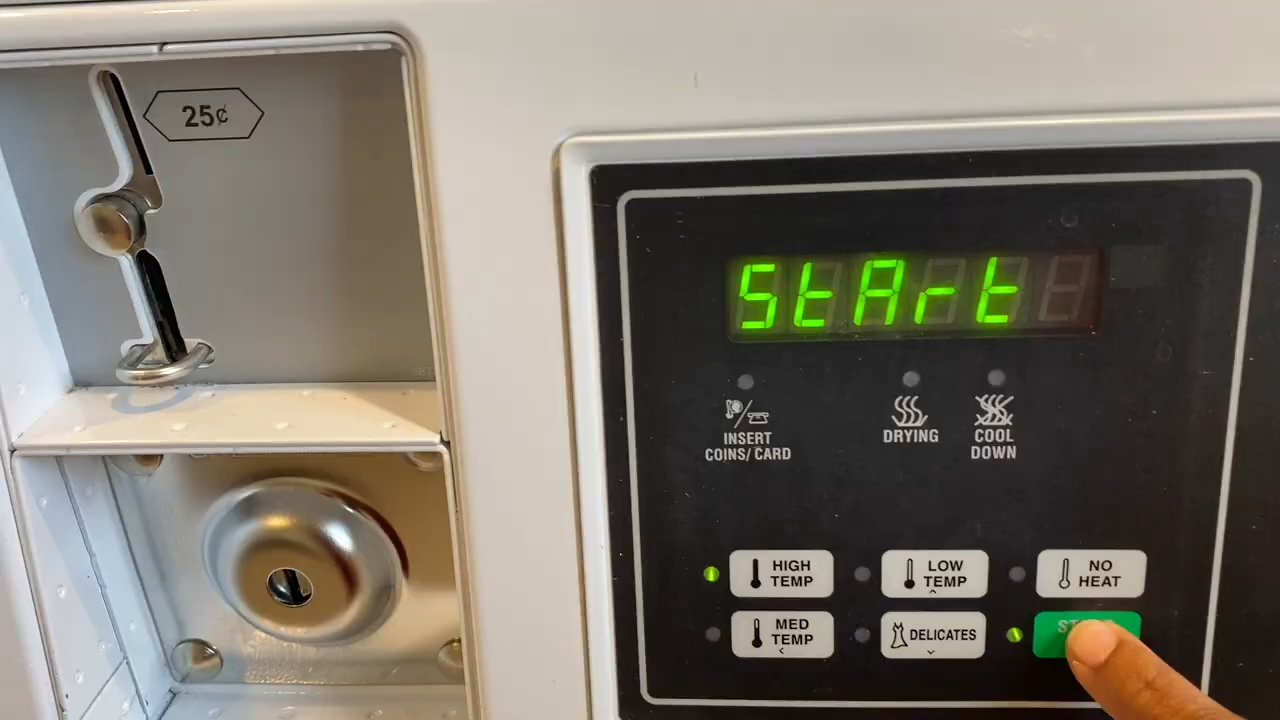 25¢
StArt
INSERT
COINS/CARD
DRYING
COOL
DOWN
HIGH
TEMP
LOW
TEMP
NO
HEAT
MED
TEMP
DELICATES